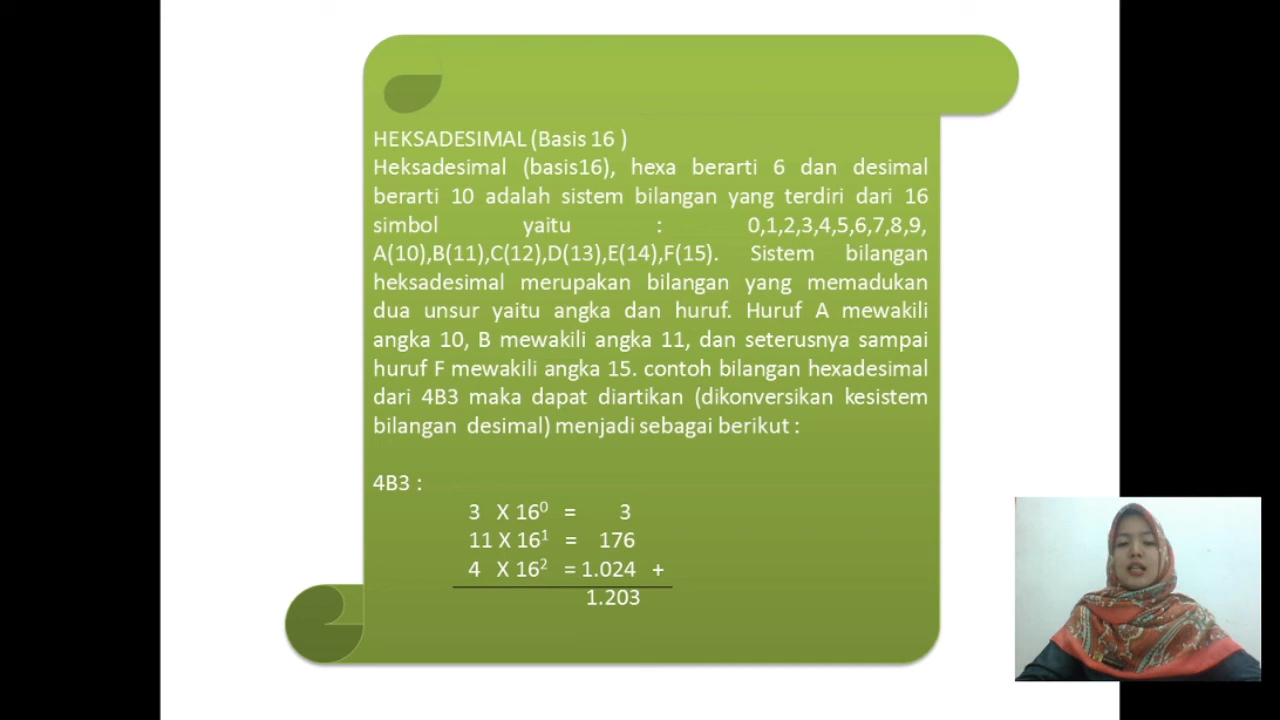 HEKSADESIMAL (Basis 16 )
Heksadesimal (basis16), hexa berarti 6 dan desimal
berarti 10 adalah sistem bilangan yang terdiri dari 16
simbol yaitu : 0,1,2,3,4,5,6,7,8,9,
A(10),B(11),C(12),D(13),E(14),F(15). Sistem bilangan
heksadesimal merupakan bilangan yang memadukan
dua unsur yaitu angka dan huruf. Huruf A mewakili
angka 10, B mewakili angka 11, dan seterusnya sampai
huruf F mewakili angka 15. contoh bilangan hexadesimal
dari 4B3 maka dapat diartikan (dikonversikan kesistem
bilangan desimal) menjadi sebagai berikut :
4B3 :
3 X 16⁰ = 3
11 X 16¹ = 176
4 X 16² = 1.024 +
1.203